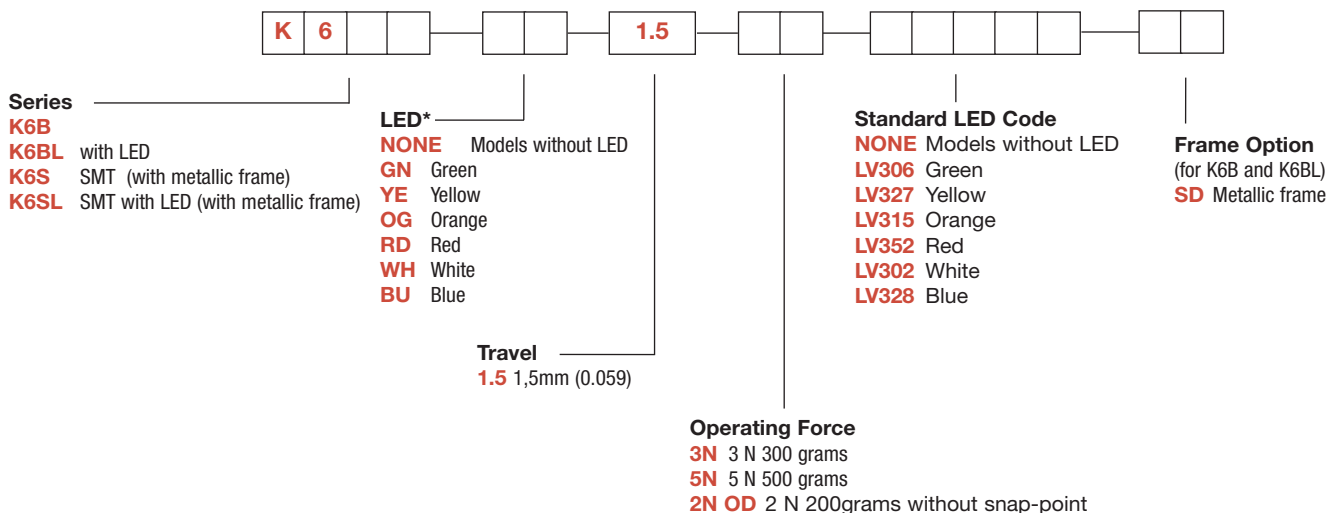 K 6 1.5
Series
K6B
K6BL with LED
K6S SMT (with metallic frame)
K6SL SMT with LED (with metallic frame)
LED*
NONE Models without LED
GN Green
YE Yellow
OG Orange
RD Red
WH White
BU Blue
Travel
1.5 1,5mm (0.059)
Operating Force
3N 3 N 300 grams
5N 5 N 500 grams
2N OD 2 N 200grams without snap-point
Standard LED Code
NONE Models without LED
LV306 Green
LV327 Yellow
LV315 Orange
LV352 Red
LV302 White
LV328 Blue
Frame Option
(for K6B and K6BL)
SD Metallic frame